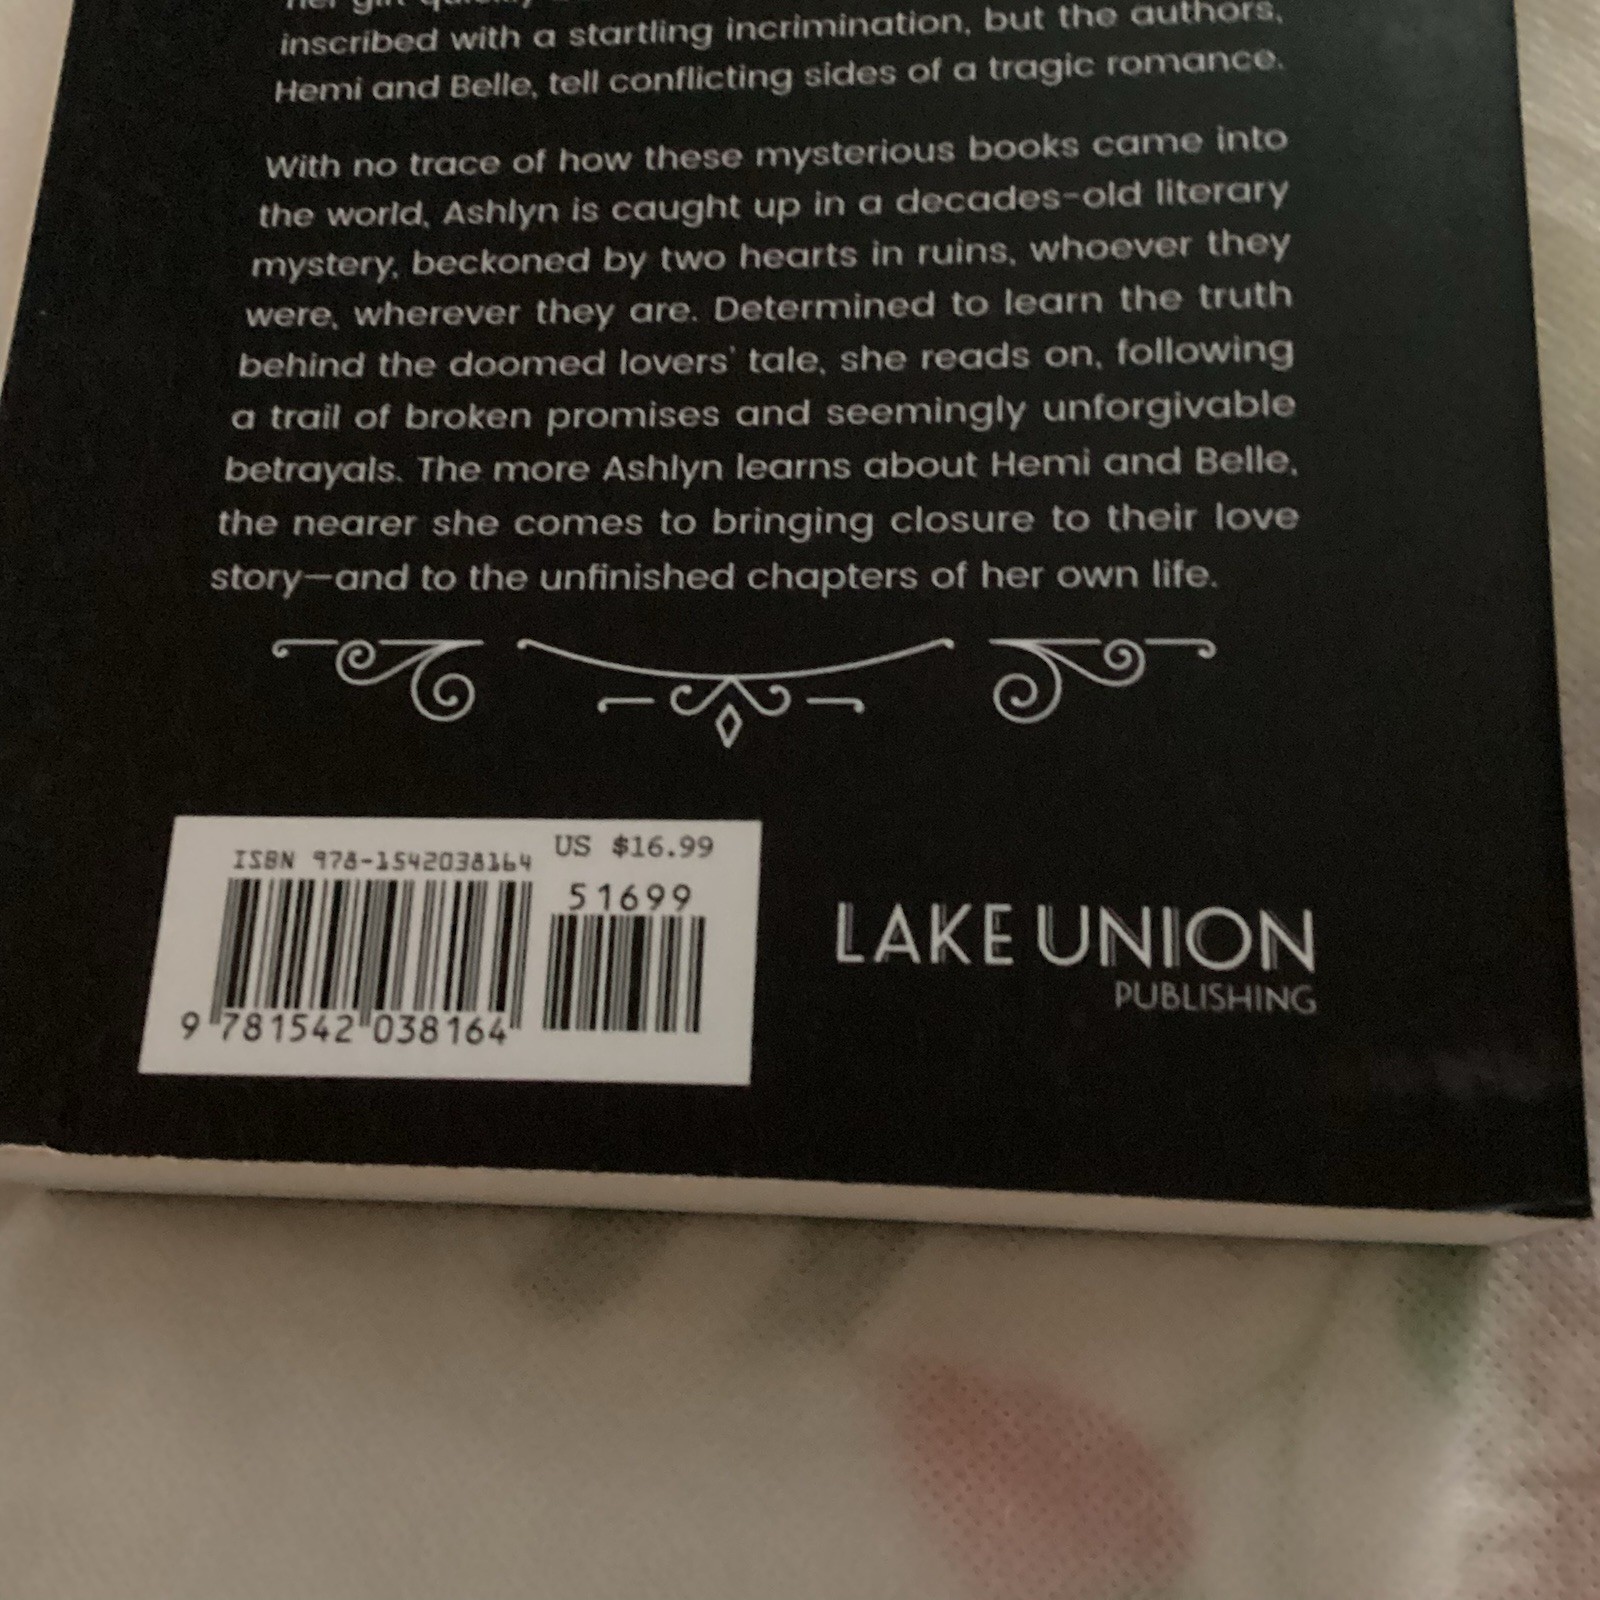 her gift quickly
inscribed with a startling incrimination, but the authors,
Hemi and Belle, tell conflicting sides of a tragic romance.
With no trace of how these mysterious books came into
the world, Ashlyn is caught up in a decades-old literary
mystery, beckoned by two hearts in ruins, whoever they
were, wherever they are. Determined to learn the truth
behind the doomed lovers' tale, she reads on, following
a trail of broken promises and seemingly unforgivable
betrayals. The more Ashlyn learns about Hemi and Belle,
the nearer she comes to bringing closure to their love
story—and to the unfinished chapters of her own life.
ISBN 978-1542038164
US $16.99
51699
9 781542 038164
LAKE UNION
PUBLISHING